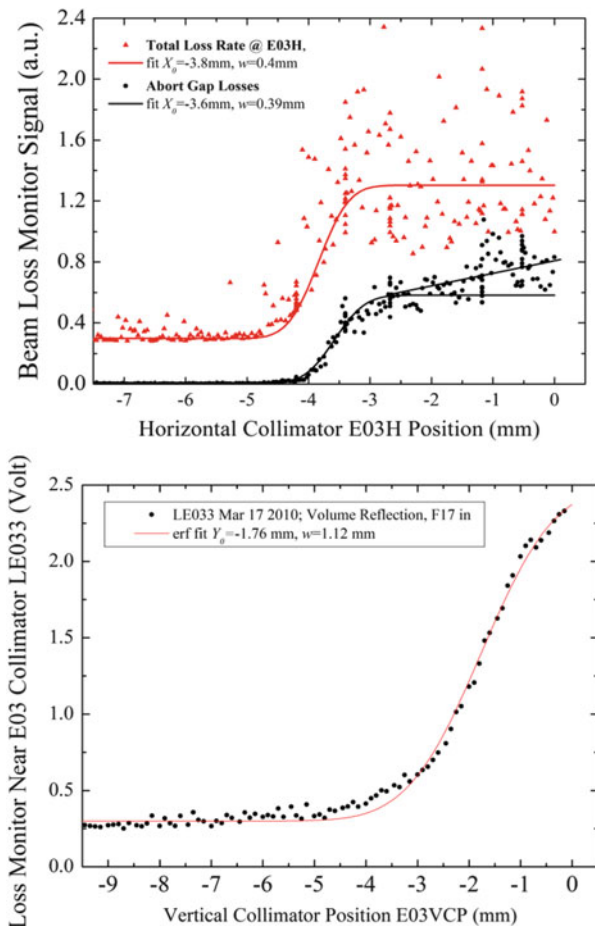 2.4
2.0
1.6
1.2
0.8
0.4
0.0
Beam Loss Monitor Signal (a.u.)
Total Loss Rate @ E03H,
fit X₀=-3.8mm, w=0.4mm
Abort Gap Losses
fit X₀=-3.6mm, w=0.39mm
-7 -6 -5 -4 -3 -2 -1 0
Horizontal Collimator E03H Position (mm)
2.5
2.0
1.5
1.0
0.5
0.0
Loss Monitor Near E03 Collimator LE033 (Volt)
LE033 Mar 17 2010; Volume Reflection, F17 in
erf fit Y₀=-1.76 mm, w=1.12 mm
-9 -8 -7 -6 -5 -4 -3 -2 -1 0
Vertical Collimator Position E03VCP (mm)